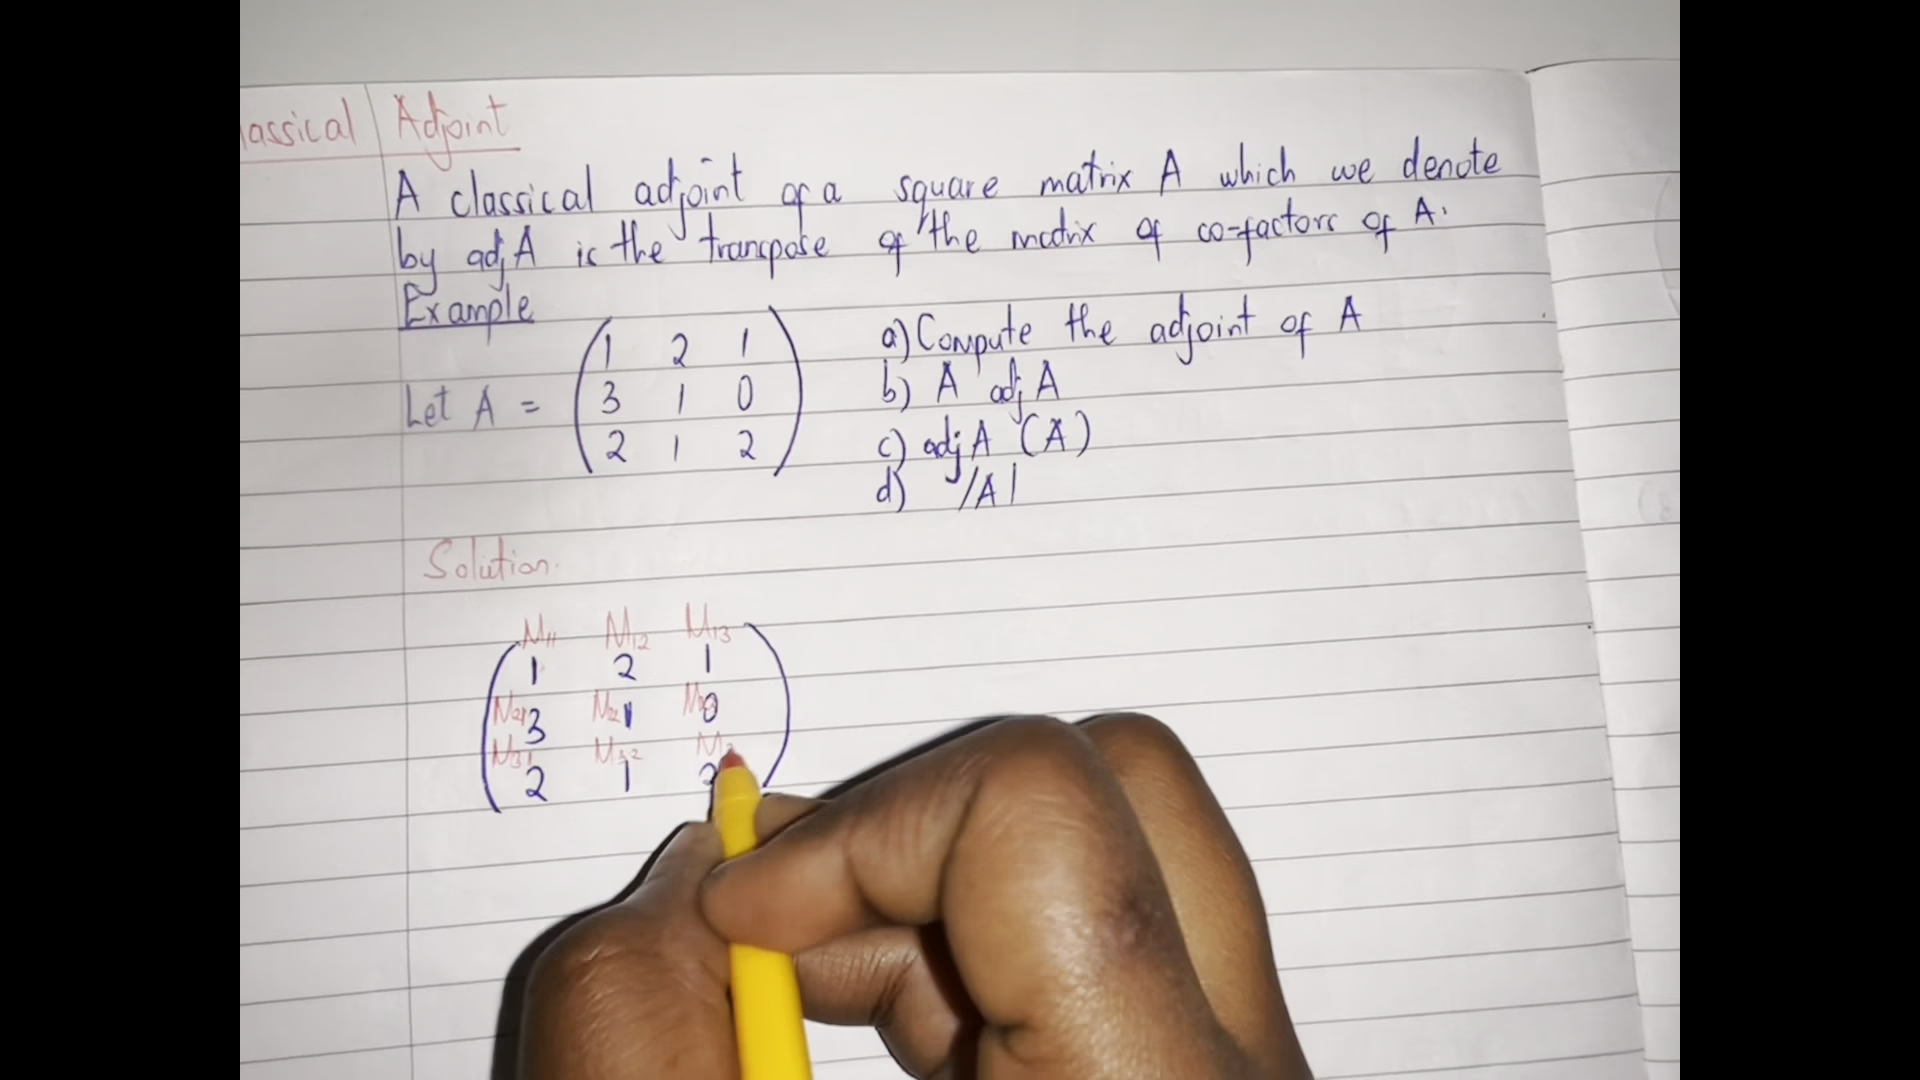 lassical Adjoint
A classical adjoint of a square matrix A which we denote
by adj A is the transpose of the matrix of co-factors of A.
Example
Let A = ( 1 2 1
3 1 0
2 1 2 )
a) Compute the adjoint of A
b) A adj A
c) adj A (A)
d) |A|
Solution.
M11 M12 M13
1 2 1
M21 M22
3 1 0
M31 M32
2 1